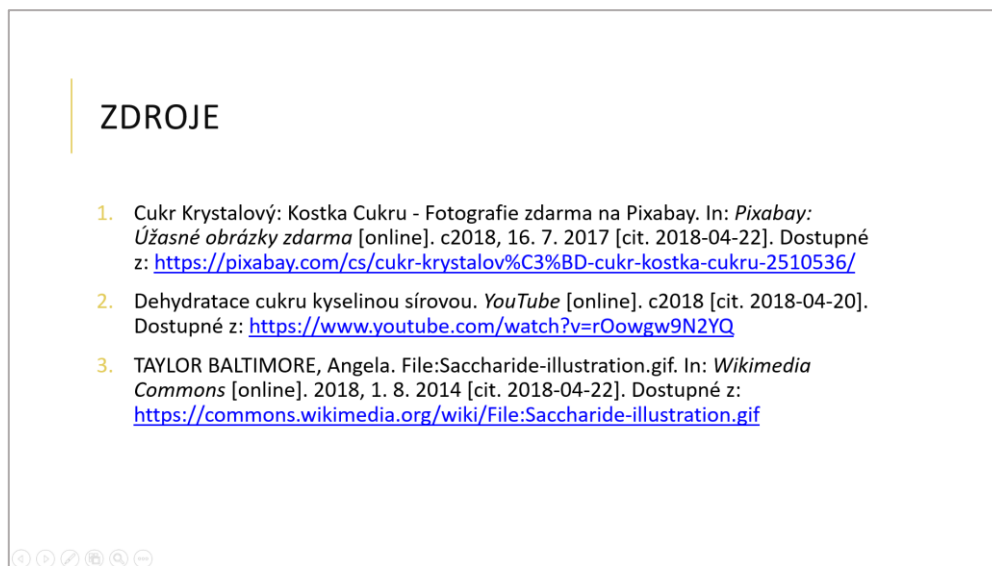 ZDROJE
1. Cukr Krystalový: Kostka Cukru - Fotografie zdarma na Pixabay. In: Pixabay:
Úžasné obrázky zdarma [online]. c2018, 16. 7. 2017 [cit. 2018-04-22]. Dostupné
z: https://pixabay.com/cs/cukr-krystalov%C3%BD-cukr-kostka-cukru-2510536/
2. Dehydratace cukru kyselinou sírovou. YouTube [online]. c2018 [cit. 2018-04-20].
Dostupné z: https://www.youtube.com/watch?v=rOowgw9N2YQ
3. TAYLOR BALTIMORE, Angela. File:Saccharide-illustration.gif. In: Wikimedia
Commons [online]. 2018, 1. 8. 2014 [cit. 2018-04-22]. Dostupné z:
https://commons.wikimedia.org/wiki/File:Saccharide-illustration.gif